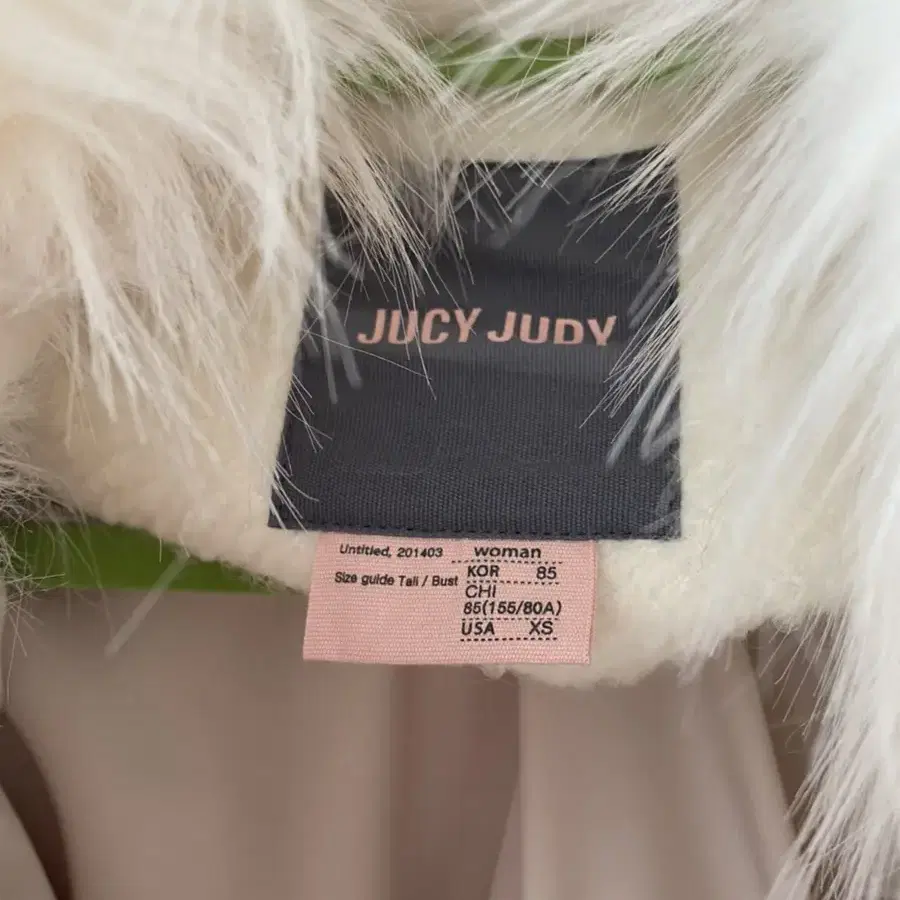 JUCY JUDY
Untitled, 201403
Size guide Tall / Bust
woman
KOR 85
CHI
85(155/80A)
USA XS